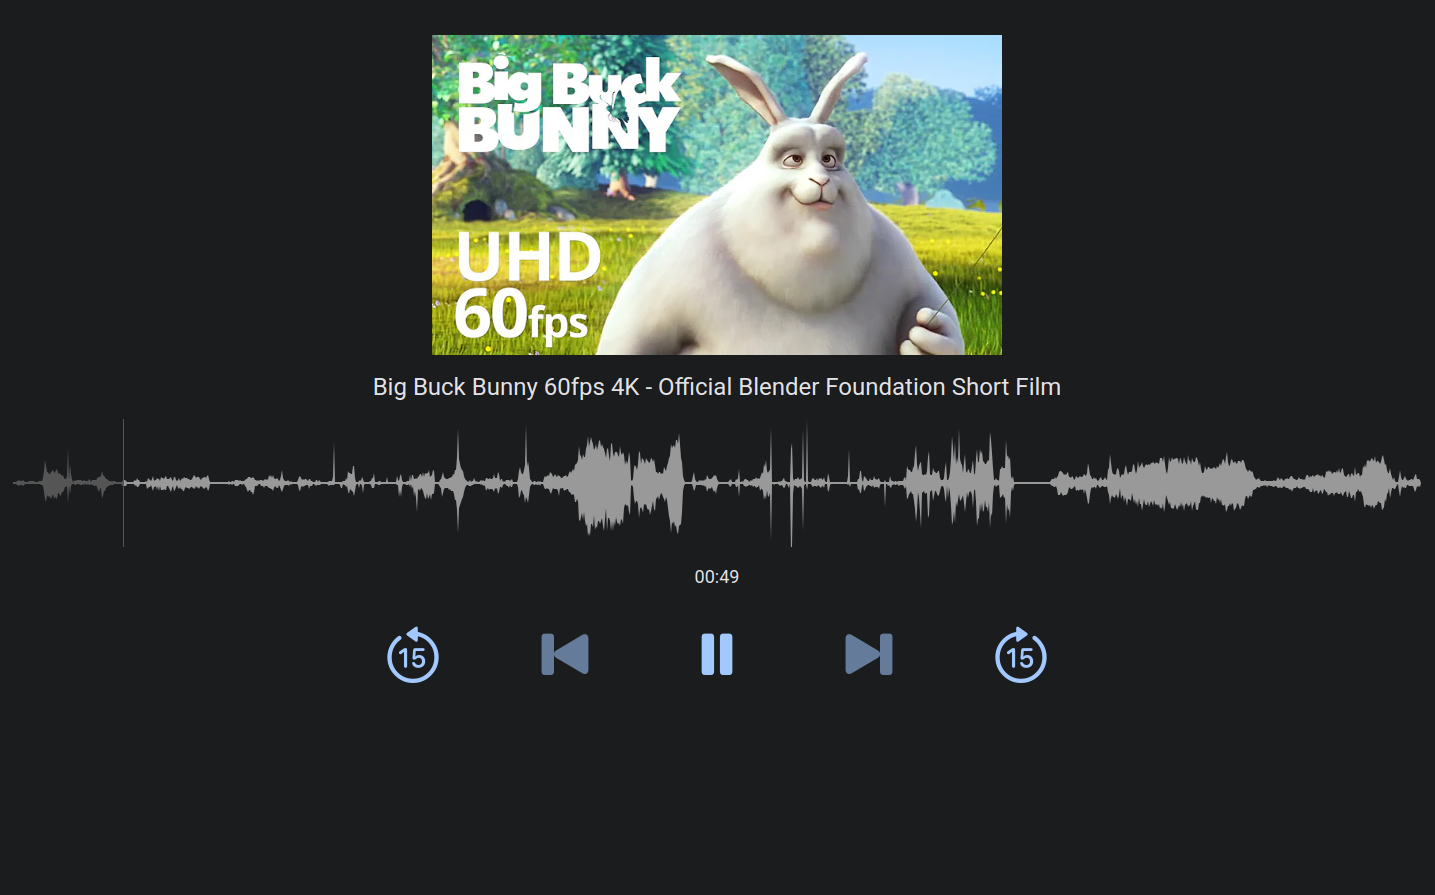 Big Buck
BUNNY
UHD
60fps
Big Buck Bunny 60fps 4K - Official Blender Foundation Short Film
00:49
15
15